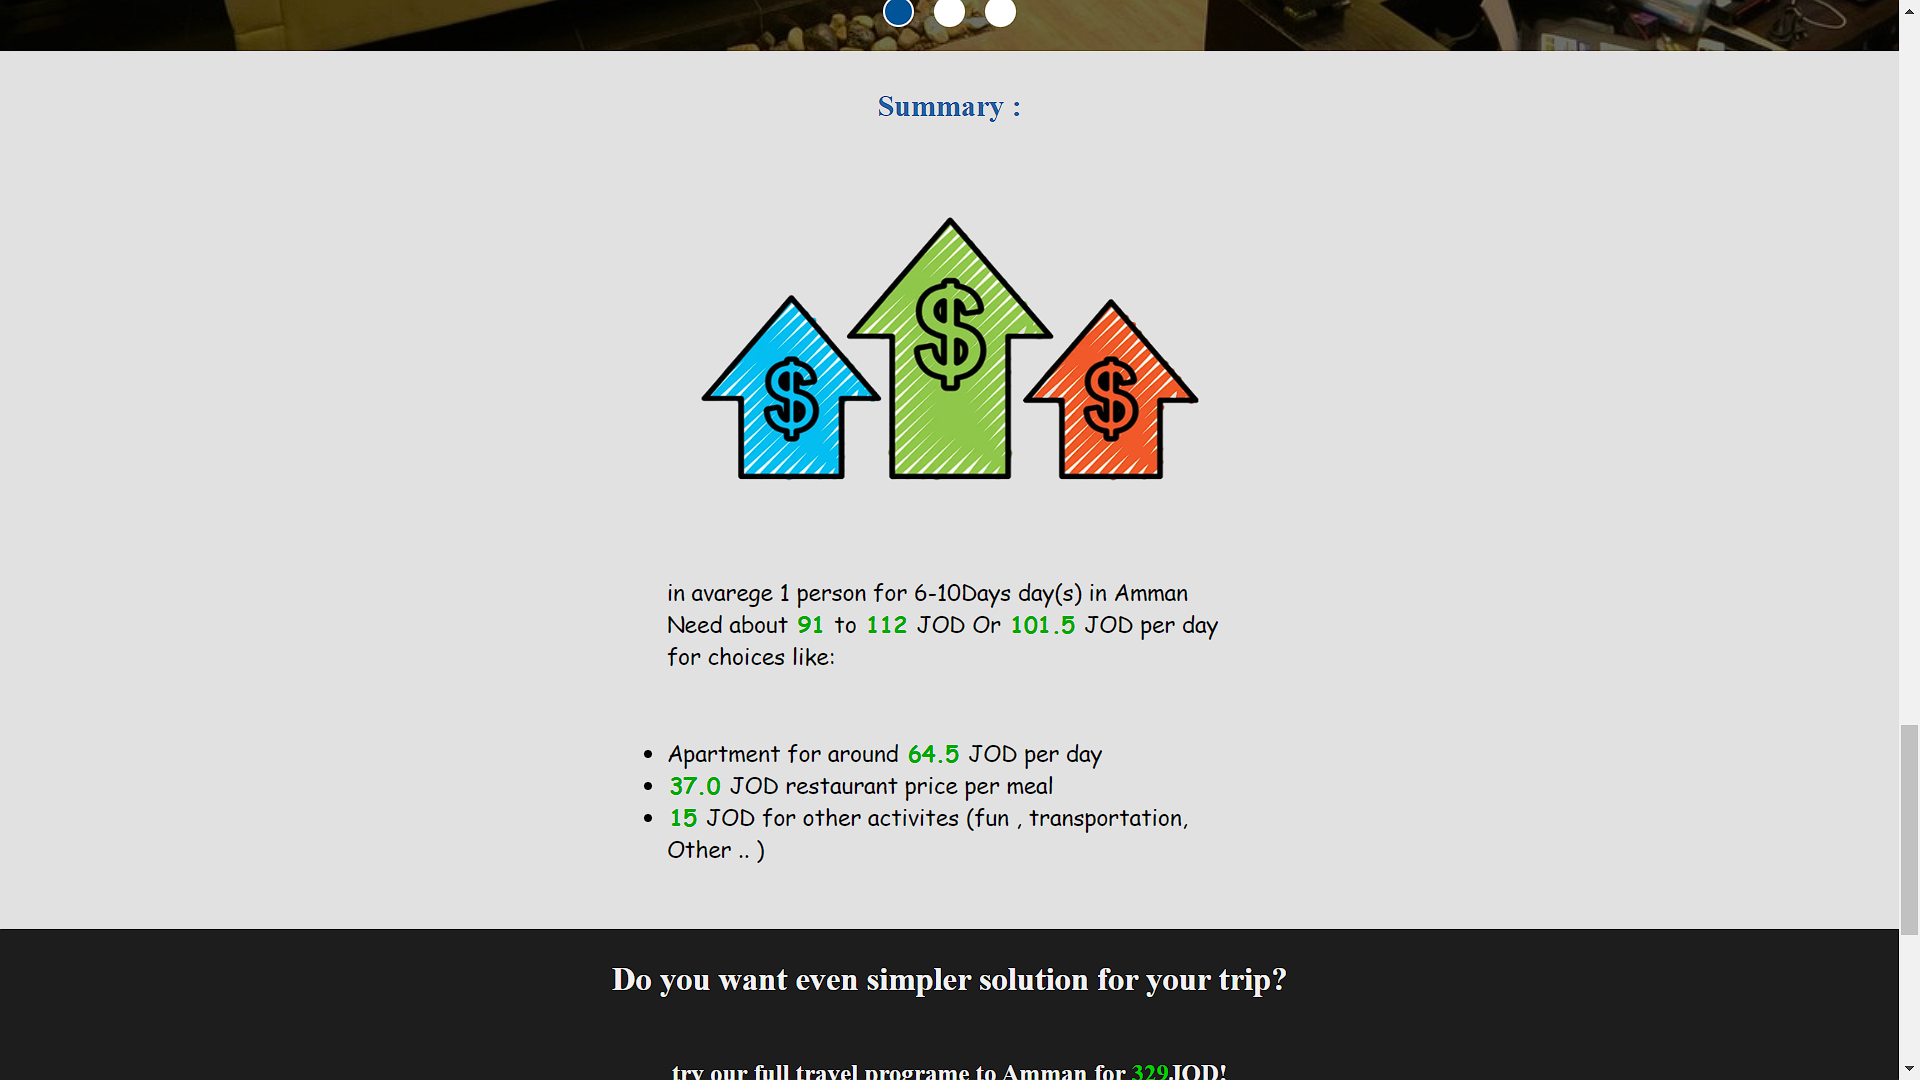 Summary :
$
$
$
in avarege 1 person for 6-10Days day(s) in Amman
Need about 91 to 112 JOD Or 101.5 JOD per day
for choices like:
• Apartment for around 64.5 JOD per day
• 37.0 JOD restaurant price per meal
• 15 JOD for other activites (fun , transportation,
Other .. )
Do you want even simpler solution for your trip?
try our full travel programe to Amman for 329JOD!